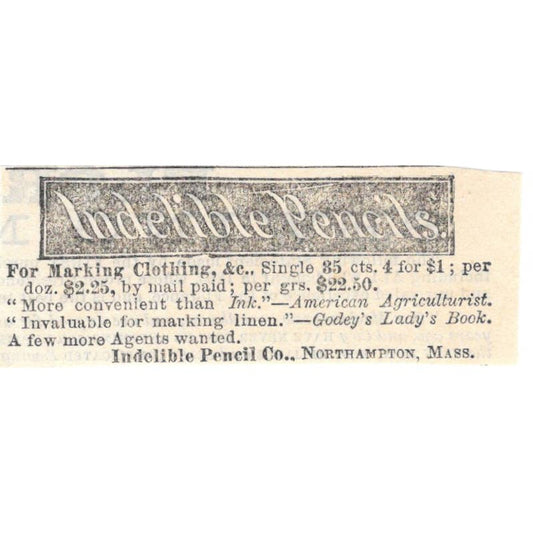 Indelible Pencils.
For Marking Clothing, &c., Single 35 cts. 4 for $1; per
doz. $2.25, by mail paid; per grs. $22.50.
"More convenient than Ink."—American Agriculturist.
"Invaluable for marking linen."—Godey's Lady's Book.
A few more Agents wanted.
Indelible Pencil Co., Northampton, Mass.